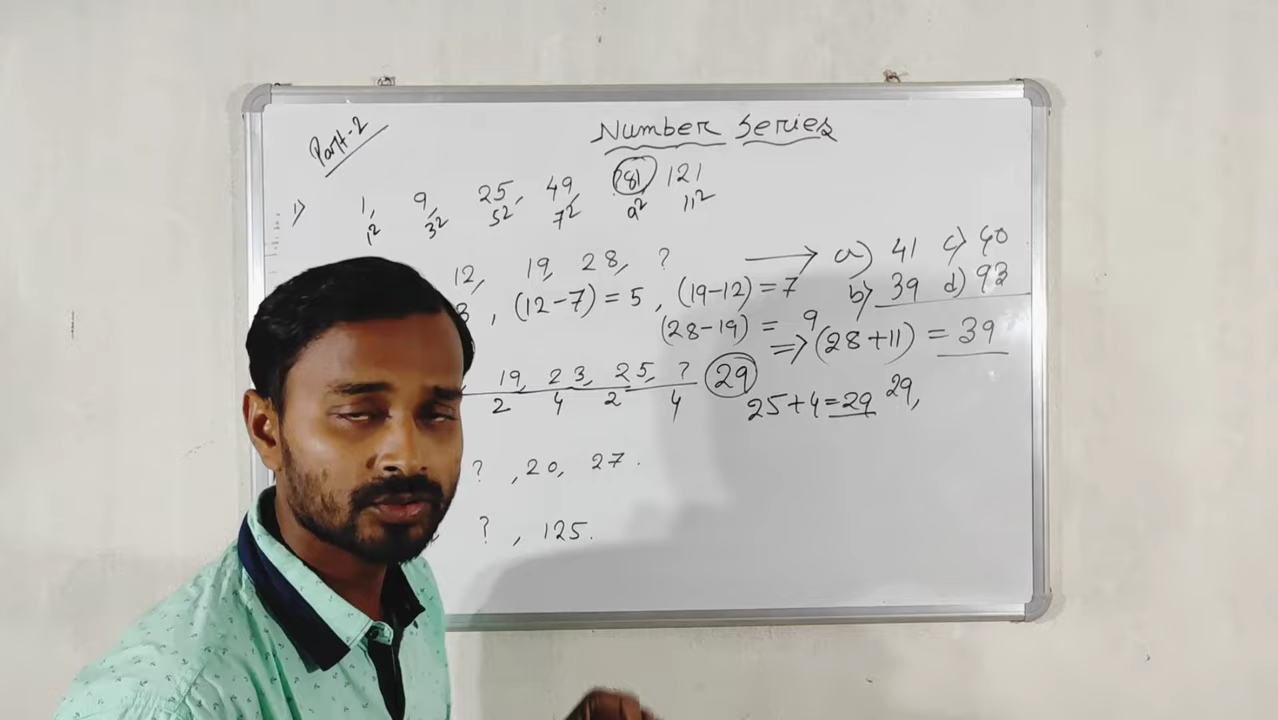 Part-2
Number Series
1) 1, 9, 25, 49, 81 121
1² 3² 5² 7² 9² 11²
12, 19, 28, ? → a) 41 c) 40
3, (12-7) = 5, (19-12) = 7 b) 39 d) 93
(28-19) = 9
⇒ (28+11) = 39
19, 23, 25, ? 29
2 4 2 4 25+4=29 29,
? , 20, 27.
? , 125.